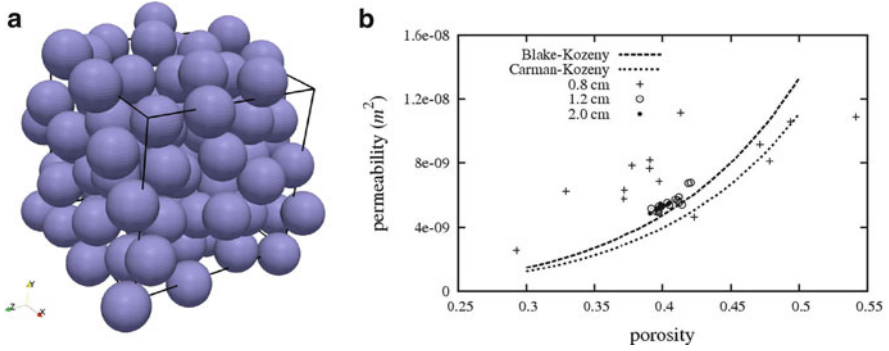 a
Y
Z
X
b
1.6e-08
1.2e-08
8e-09
4e-09
0
permeability (m²)
Blake-Kozeny
Carman-Kozeny
0.8 cm
1.2 cm
2.0 cm
0.25
0.3
0.35
0.4
0.45
0.5
0.55
porosity